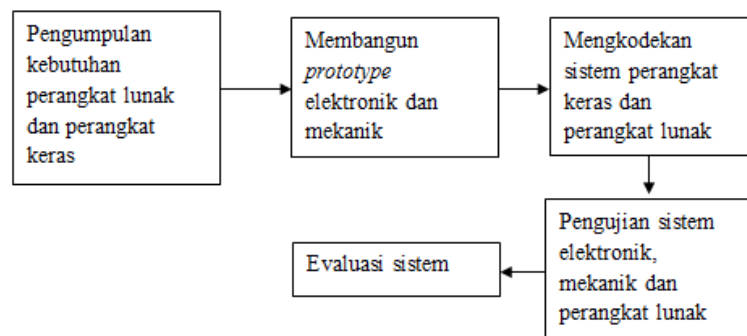 Pengumpulan
kebutuhan
perangkat lunak
dan perangkat
keras
Membangun
prototype
elektronik dan
mekanik
Mengkodekan
sistem perangkat
keras dan
perangkat lunak
Pengujian sistem
elektronik,
mekanik dan
perangkat lunak
Evaluasi sistem